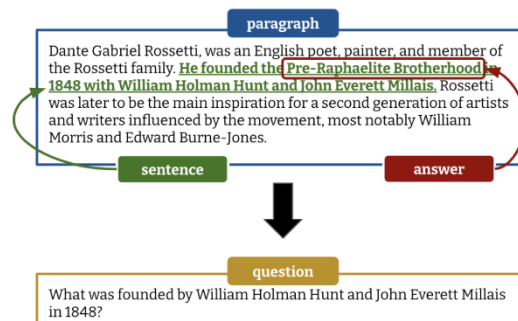 paragraph
Dante Gabriel Rossetti, was an English poet, painter, and member
of the Rossetti family. He founded the Pre-Raphaelite Brotherhood in
1848 with William Holman Hunt and John Everett Millais. Rossetti
was later to be the main inspiration for a second generation of artists
and writers influenced by the movement, most notably William
Morris and Edward Burne-Jones.
sentence
answer
question
What was founded by William Holman Hunt and John Everett Millais
in 1848?